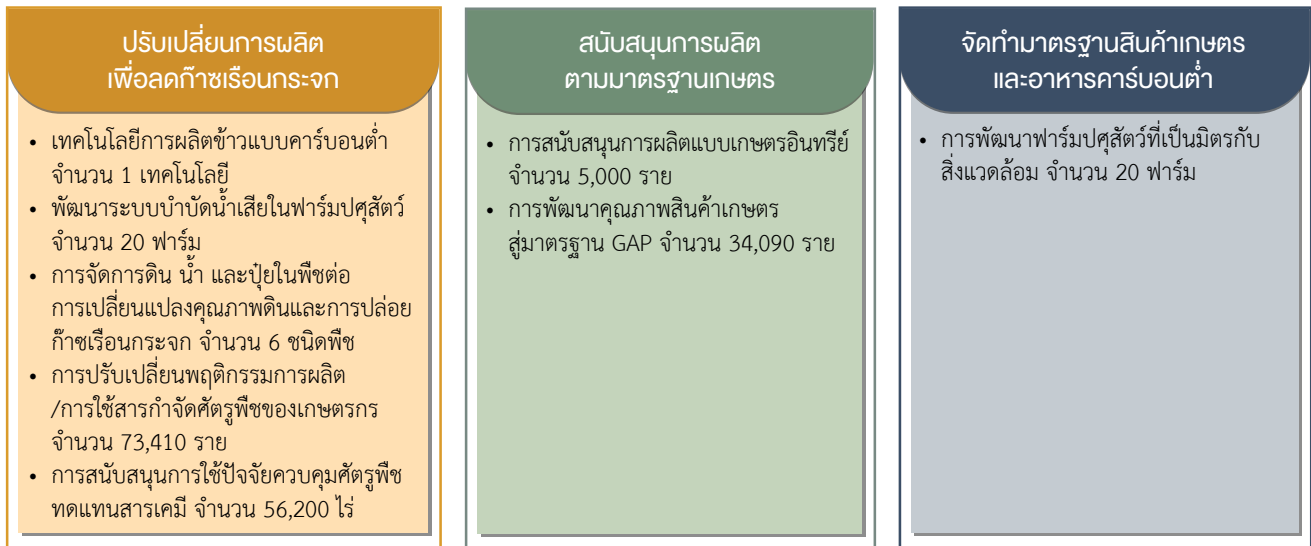 ปรับเปลี่ยนการผลิต
เพื่อลดก๊าซเรือนกระจก
• เทคโนโลยีการผลิตข้าวแบบคาร์บอนต่ำ
จำนวน 1 เทคโนโลยี
• พัฒนาระบบบำบัดน้ำเสียในฟาร์มปศุสัตว์
จำนวน 20 ฟาร์ม
• การจัดการดิน น้ำ และปุ๋ยในพืชต่อ
การเปลี่ยนแปลงคุณภาพดินและการปล่อย
ก๊าซเรือนกระจก จำนวน 6 ชนิดพืช
• การปรับเปลี่ยนพฤติกรรมการผลิต
/การใช้สารกำจัดศัตรูพืชของเกษตรกร
จำนวน 73,410 ราย
• การสนับสนุนการใช้ปัจจัยควบคุมศัตรูพืช
ทดแทนสารเคมี จำนวน 56,200 ไร่
สนับสนุนการผลิต
ตามมาตรฐานเกษตร
• การสนับสนุนการผลิตแบบเกษตรอินทรีย์
จำนวน 5,000 ราย
• การพัฒนาคุณภาพสินค้าเกษตร
สู่มาตรฐาน GAP จำนวน 34,090 ราย
จัดทำมาตรฐานสินค้าเกษตร
และอาหารคาร์บอนต่ำ
• การพัฒนาฟาร์มปศุสัตว์ที่เป็นมิตรกับ
สิ่งแวดล้อม จำนวน 20 ฟาร์ม